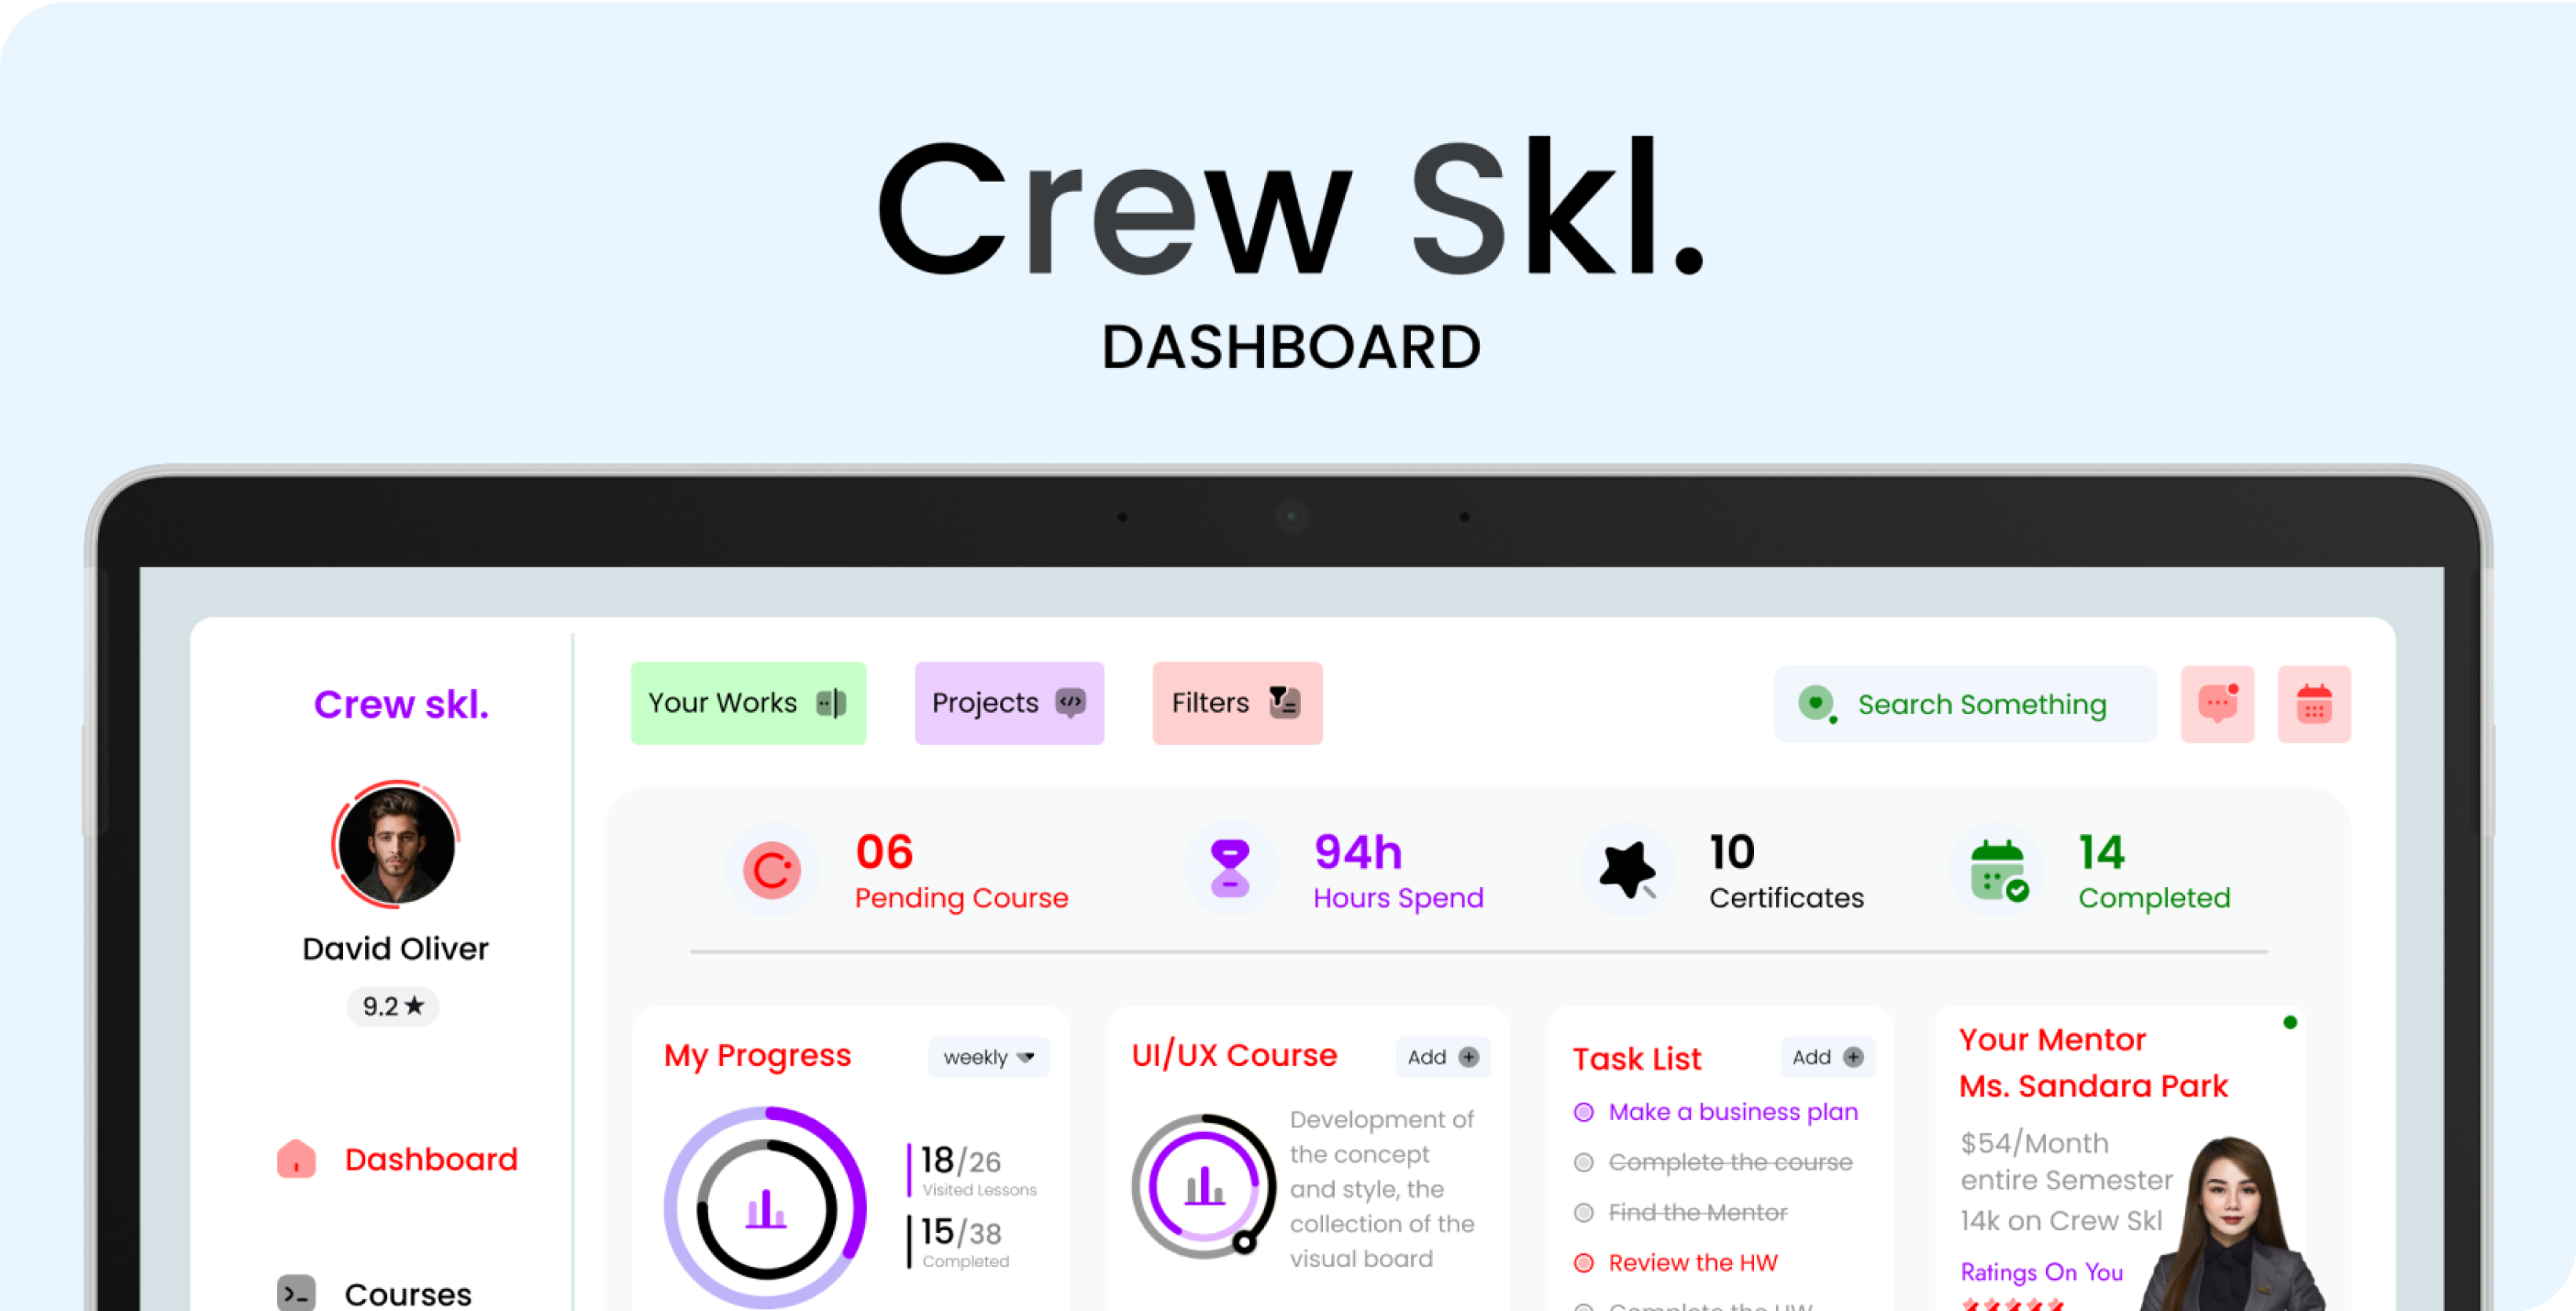 Crew Skl.
DASHBOARD
Crew skl.
David Oliver
9.2
Dashboard
Courses
Your Works
Projects
Filters
Search Something
06
Pending Course
94h
Hours Spend
10
Certificates
14
Completed
My Progress
weekly
18/26
Visited Lessons
15/38
Completed
UI/UX Course
Add
Development of
the concept
and style, the
collection of the
visual board
Task List
Add
Make a business plan
Complete the course
Find the Mentor
Review the HW
Complete the HW
Your Mentor
Ms. Sandara Park
$54/Month
entire Semester
14k on Crew Skl
Ratings On You